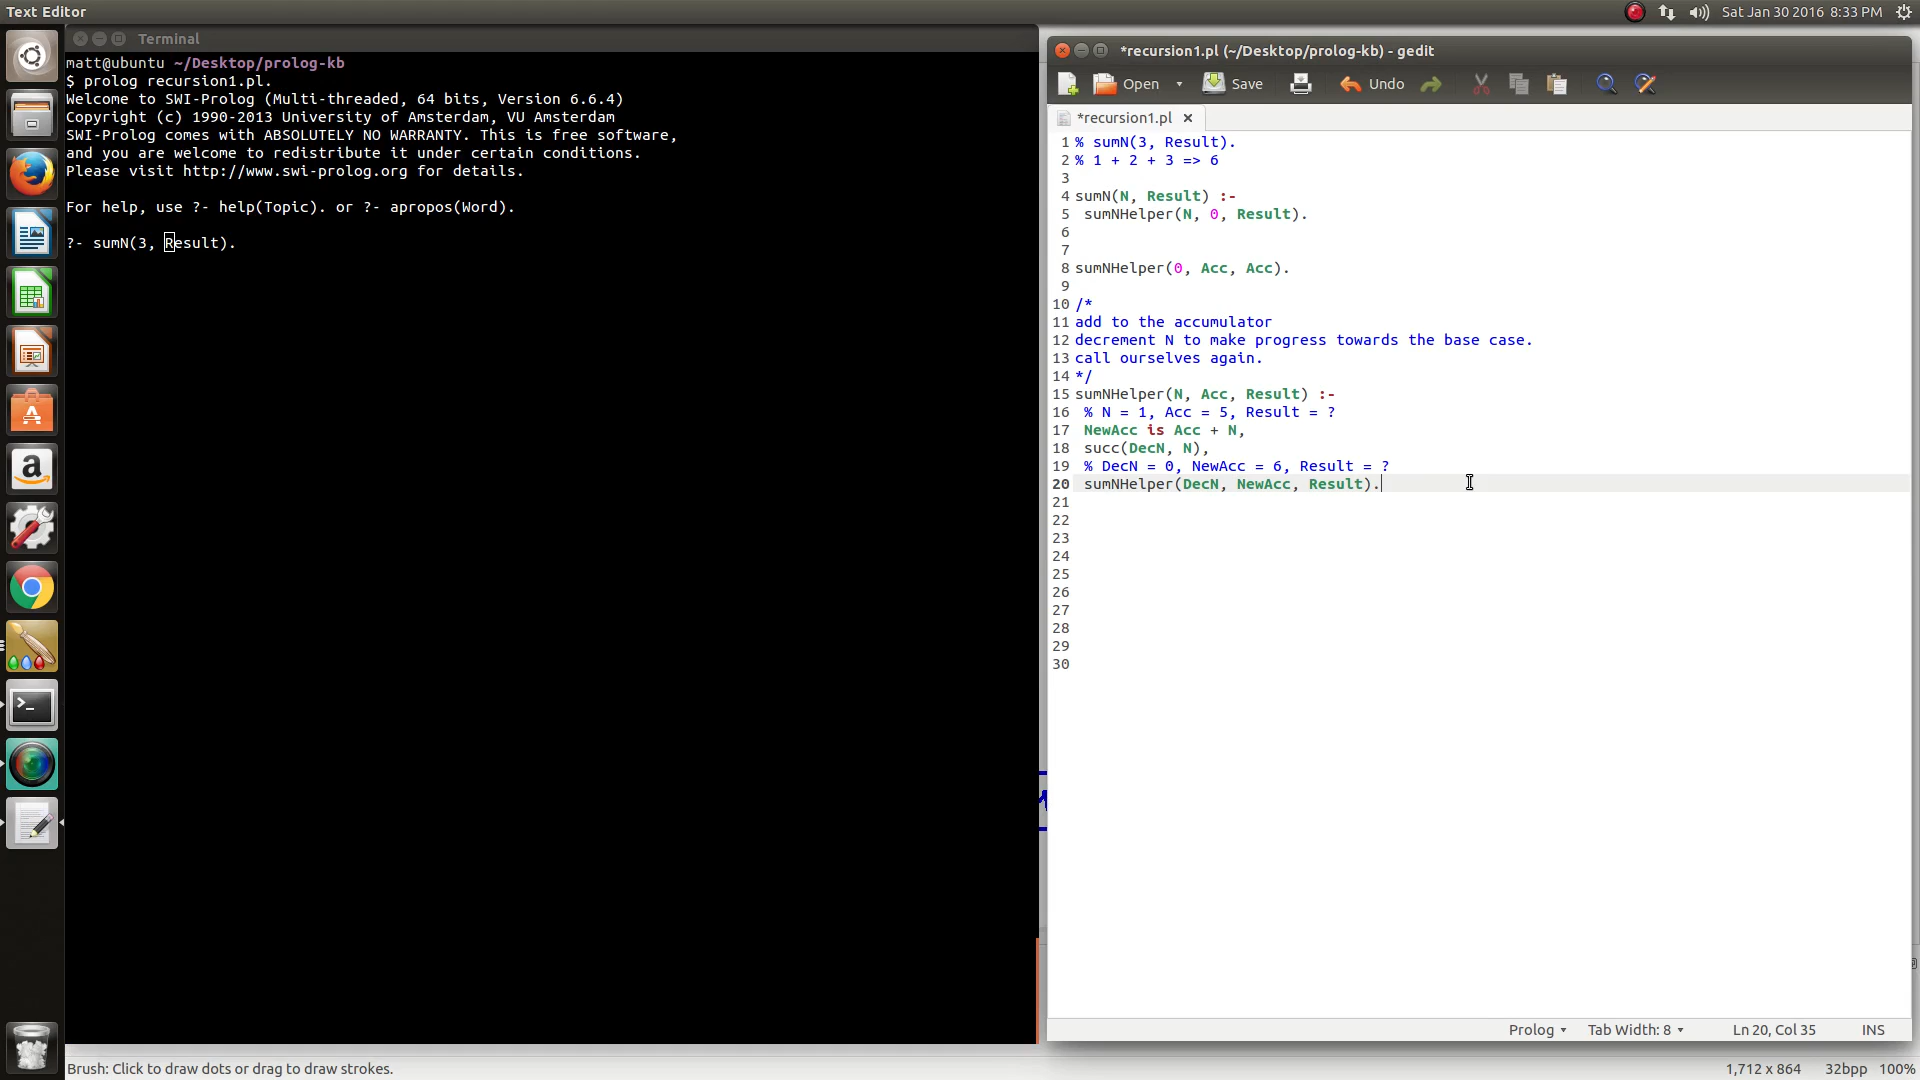 Text Editor
Sat Jan 30 2016 8:33 PM
Terminal
matt@ubuntu ~/Desktop/prolog-kb
$ prolog recursion1.pl.
Welcome to SWI-Prolog (Multi-threaded, 64 bits, Version 6.6.4)
Copyright (c) 1990-2013 University of Amsterdam, VU Amsterdam
SWI-Prolog comes with ABSOLUTELY NO WARRANTY. This is free software,
and you are welcome to redistribute it under certain conditions.
Please visit http://www.swi-prolog.org for details.
For help, use ?- help(Topic). or ?- apropos(Word).
?- sumN(3, Result).
*recursion1.pl (~/Desktop/prolog-kb) - gedit
Open Save Undo
*recursion1.pl
1 % sumN(3, Result).
2 % 1 + 2 + 3 => 6
3
4 sumN(N, Result) :-
5 sumNHelper(N, 0, Result).
6
7
8 sumNHelper(0, Acc, Acc).
9
10 /*
11 add to the accumulator
12 decrement N to make progress towards the base case.
13 call ourselves again.
14 */
15 sumNHelper(N, Acc, Result) :-
16 % N = 1, Acc = 5, Result = ?
17 NewAcc is Acc + N,
18 succ(DecN, N),
19 % DecN = 0, NewAcc = 6, Result = ?
20 sumNHelper(DecN, NewAcc, Result).
21
22
23
24
25
26
27
28
29
30
Prolog Tab Width: 8 Ln 20, Col 35 INS
Brush: Click to draw dots or drag to draw strokes.
1,712 x 864 32bpp 100%